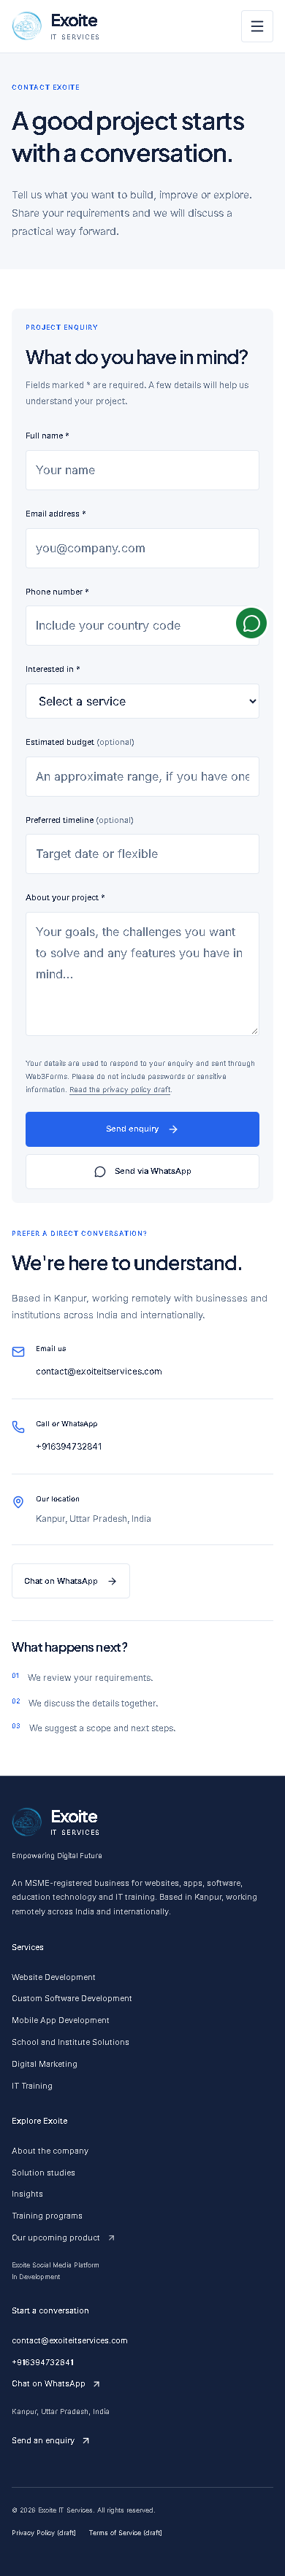 Exoite
IT SERVICES
CONTACT EXOITE
A good project starts
with a conversation.
Tell us what you want to build, improve or explore.
Share your requirements and we will discuss a
practical way forward.
PROJECT ENQUIRY
What do you have in mind?
Fields marked * are required. A few details will help us
understand your project.
Full name *
Your name
Email address *
you@company.com
Phone number *
Include your country code
Interested in *
Select a service
Estimated budget (optional)
An approximate range, if you have one
Preferred timeline (optional)
Target date or flexible
About your project *
Your goals, the challenges you want
to solve and any features you have in
mind...
Your details are used to respond to your enquiry and sent through
Web3Forms. Please do not include passwords or sensitive
information. Read the privacy policy draft.
Send enquiry
Send via WhatsApp
PREFER A DIRECT CONVERSATION?
We're here to understand.
Based in Kanpur, working remotely with businesses and
institutions across India and internationally.
Email us
contact@exoiteitservices.com
Call or WhatsApp
+916394732841
Our location
Kanpur, Uttar Pradesh, India
Chat on WhatsApp
What happens next?
01 We review your requirements.
02 We discuss the details together.
03 We suggest a scope and next steps.
Exoite
IT SERVICES
Empowering Digital Future
An MSME-registered business for websites, apps, software,
education technology and IT training. Based in Kanpur, working
remotely across India and internationally.
Services
Website Development
Custom Software Development
Mobile App Development
School and Institute Solutions
Digital Marketing
IT Training
Explore Exoite
About the company
Solution studies
Insights
Training programs
Our upcoming product
Exoite Social Media Platform
In Development
Start a conversation
contact@exoiteitservices.com
+916394732841
Chat on WhatsApp
Kanpur, Uttar Pradesh, India
Send an enquiry
© 2026 Exoite IT Services. All rights reserved.
Privacy Policy (draft) Terms of Service (draft)